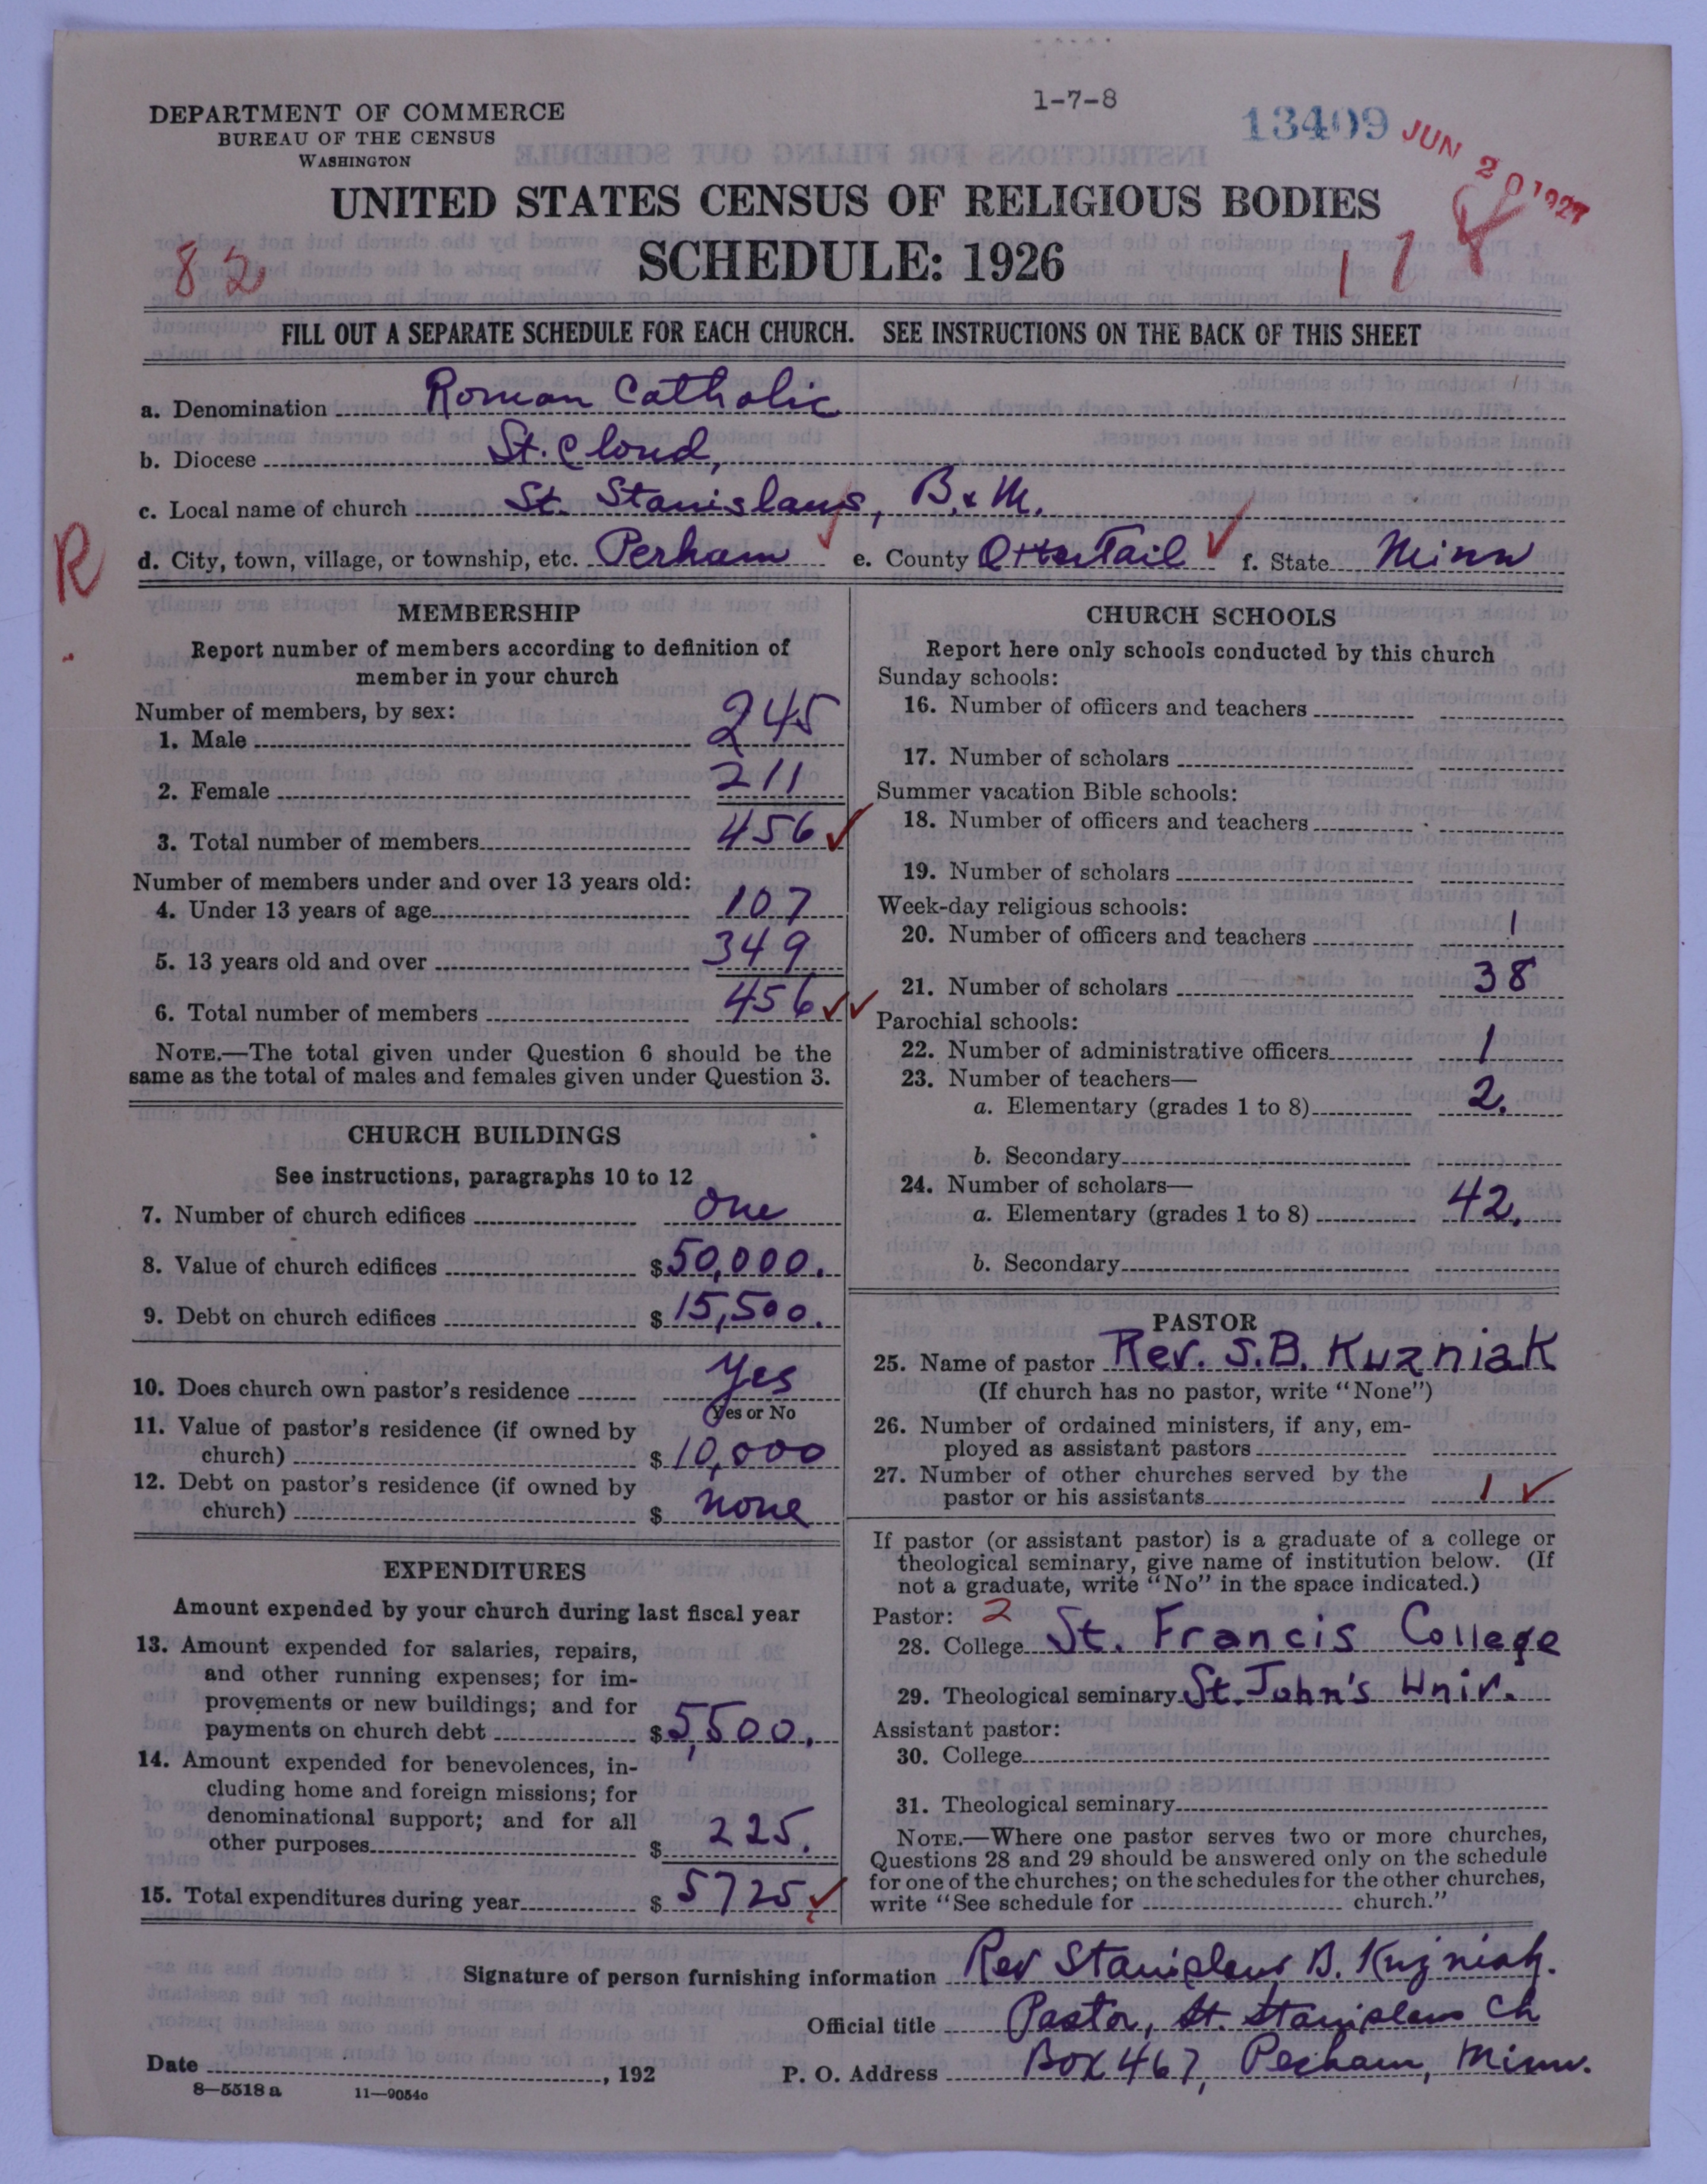 1-7-8
DEPARTMENT OF COMMERCE
BUREAU OF THE CENSUS
WASHINGTON
13409
JUN 20 1927
UNITED STATES CENSUS OF RELIGIOUS BODIES
SCHEDULE: 1926
82
178
FILL OUT A SEPARATE SCHEDULE FOR EACH CHURCH. SEE INSTRUCTIONS ON THE BACK OF THIS SHEET
a. Denomination Roman Catholic
b. Diocese St. Cloud,
c. Local name of church St. Stanislaus, B. & M.
R
d. City, town, village, or township, etc. Perham e. County Otter Tail f. State Minn
MEMBERSHIP
Report number of members according to definition of
member in your church
Number of members, by sex:
1. Male 245
2. Female 211
3. Total number of members 456
Number of members under and over 13 years old:
4. Under 13 years of age 107
5. 13 years old and over 349
6. Total number of members 456
NOTE.—The total given under Question 6 should be the
same as the total of males and females given under Question 3.
CHURCH BUILDINGS
See instructions, paragraphs 10 to 12
7. Number of church edifices one
8. Value of church edifices $50,000.
9. Debt on church edifices $15,500.
10. Does church own pastor's residence Yes
Yes or No
11. Value of pastor's residence (if owned by
church) $10,000
12. Debt on pastor's residence (if owned by
church) $ none
EXPENDITURES
Amount expended by your church during last fiscal year
13. Amount expended for salaries, repairs,
and other running expenses; for im-
provements or new buildings; and for
payments on church debt $5,500.
14. Amount expended for benevolences, in-
cluding home and foreign missions; for
denominational support; and for all
other purposes $ 225.
15. Total expenditures during year $ 5725
CHURCH SCHOOLS
Report here only schools conducted by this church
Sunday schools:
16. Number of officers and teachers
17. Number of scholars
Summer vacation Bible schools:
18. Number of officers and teachers
19. Number of scholars
Week-day religious schools:
20. Number of officers and teachers 1
21. Number of scholars 38
Parochial schools:
22. Number of administrative officers 1
23. Number of teachers—
a. Elementary (grades 1 to 8) 2.
b. Secondary
24. Number of scholars—
a. Elementary (grades 1 to 8) 42.
b. Secondary
PASTOR
25. Name of pastor Rev. S.B. Kuzniak
(If church has no pastor, write "None")
26. Number of ordained ministers, if any, em-
ployed as assistant pastors
27. Number of other churches served by the
pastor or his assistants 1
If pastor (or assistant pastor) is a graduate of a college or
theological seminary, give name of institution below. (If
not a graduate, write "No" in the space indicated.)
Pastor: 2
28. College St. Francis College
29. Theological seminary St. John's Univ.
Assistant pastor:
30. College
31. Theological seminary
NOTE.—Where one pastor serves two or more churches,
Questions 28 and 29 should be answered only on the schedule
for one of the churches; on the schedules for the other churches,
write "See schedule for church."
Signature of person furnishing information Rev Stanislaus B. Kuzniak.
Official title Pastor, St. Stanislaus Ch
Date , 192 P. O. Address Box 467, Perham, Minn.
8—5518 a 11—9054c